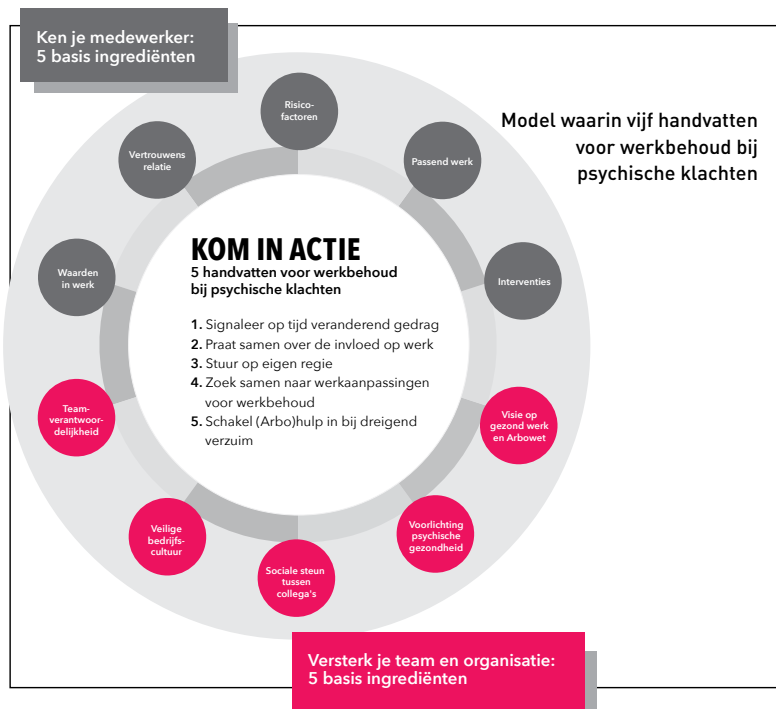 Ken je medewerker:
5 basis ingrediënten
Model waarin vijf handvatten
voor werkbehoud bij
psychische klachten
Risico-
factoren
Vertrouwens
relatie
Passend werk
Waarden
in werk
Interventies
KOM IN ACTIE
5 handvatten voor werkbehoud
bij psychische klachten
1. Signaleer op tijd veranderend gedrag
2. Praat samen over de invloed op werk
3. Stuur op eigen regie
4. Zoek samen naar werkaanpassingen
voor werkbehoud
5. Schakel (Arbo)hulp in bij dreigend
verzuim
Team-
verantwoor-
delijkheid
Visie op
gezond werk
en Arbowet
Veilige
bedrijfs-
cultuur
Voorlichting
psychische
gezondheid
Sociale steun
tussen
collega's
Versterk je team en organisatie:
5 basis ingrediënten